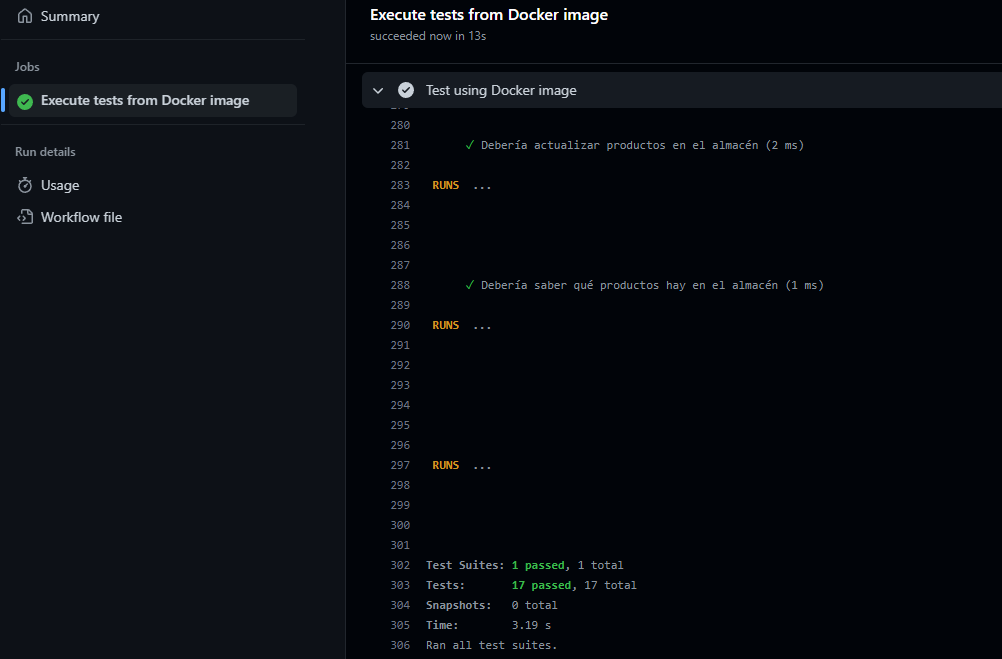 Summary
Jobs
Execute tests from Docker image
Run details
Usage
Workflow file
Execute tests from Docker image
succeeded now in 13s
Test using Docker image
280
281 ✓ Debería actualizar productos en el almacén (2 ms)
282
283 RUNS ...
284
285
286
287
288 ✓ Debería saber qué productos hay en el almacén (1 ms)
289
290 RUNS ...
291
292
293
294
295
296
297 RUNS ...
298
299
300
301
302 Test Suites: 1 passed, 1 total
303 Tests: 17 passed, 17 total
304 Snapshots: 0 total
305 Time: 3.19 s
306 Ran all test suites.